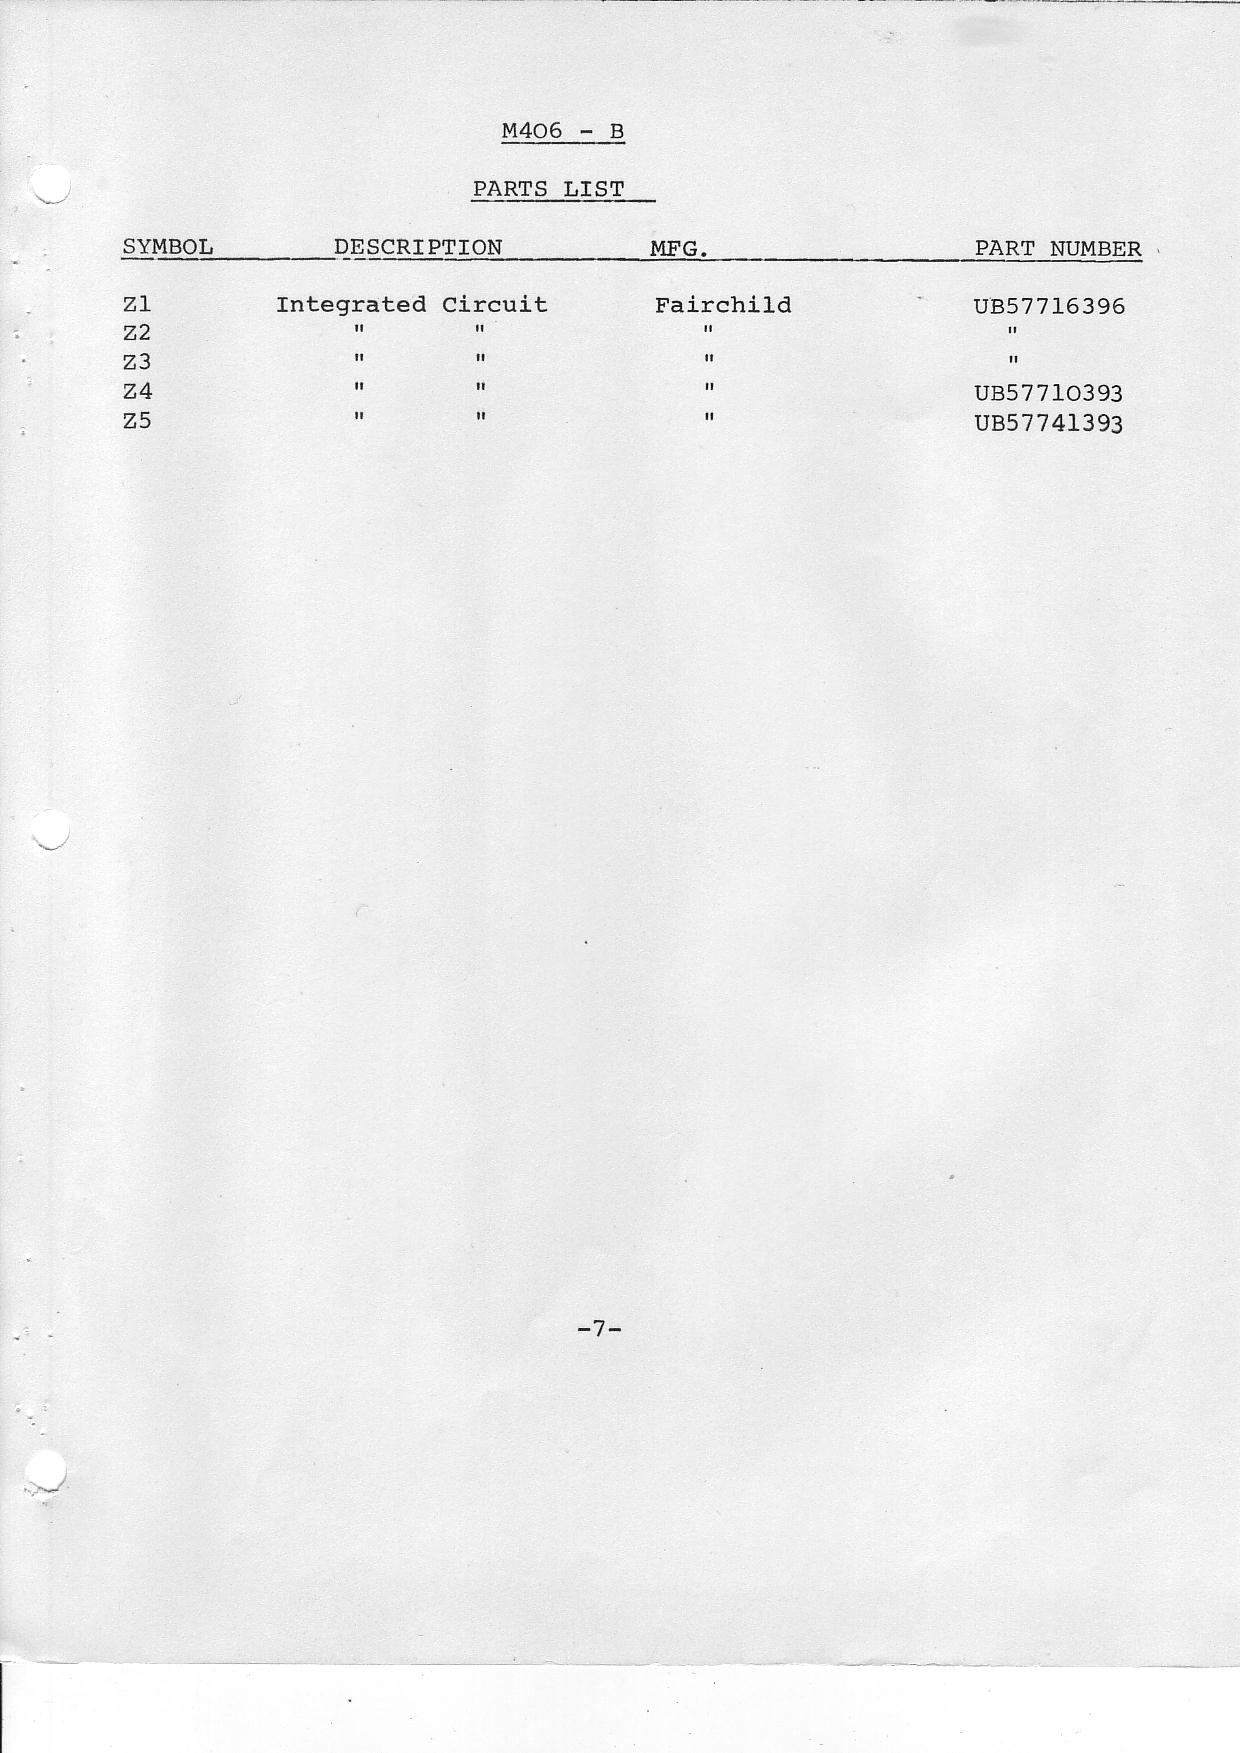 M406 - B
PARTS LIST
SYMBOL DESCRIPTION MFG. PART NUMBER
Z1 Integrated Circuit Fairchild UB57716396
Z2 " " " "
Z3 " " " "
Z4 " " " UB57710393
Z5 " " " UB57741393
-7-